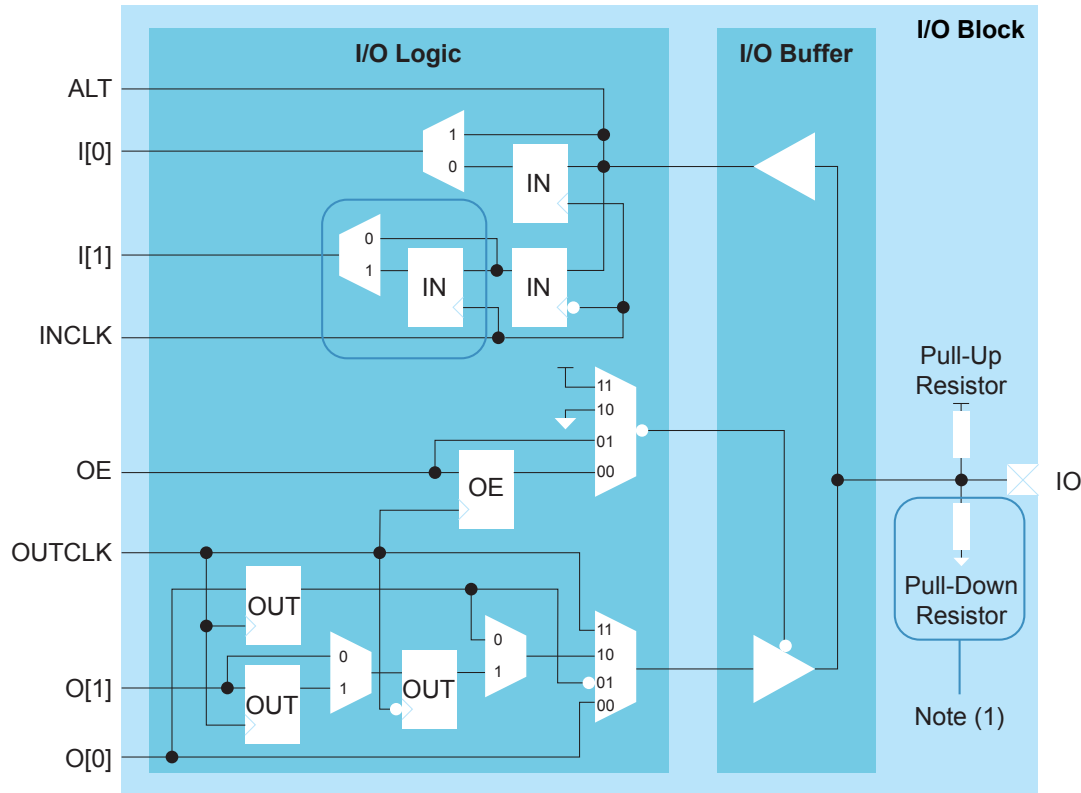 I/O Block
I/O Logic
I/O Buffer
ALT
1
I[0]
0
IN
I[1]
0
1
IN
IN
INCLK
Pull-Up
Resistor
11
10
01
OE
00
OE
OUTCLK
OUT
11
0
10
0
1
01
O[1]
1
OUT
OUT
00
O[0]
IO
Pull-Down
Resistor
Note (1)